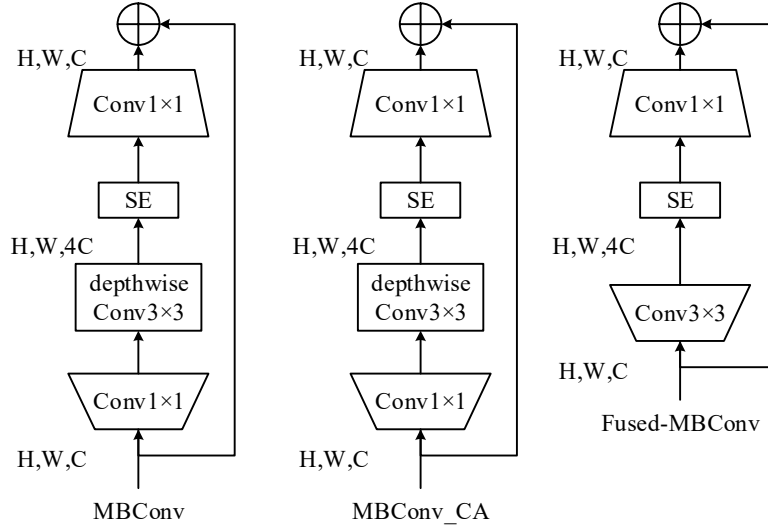 H,W,C
Conv1×1
SE
H,W,4C
depthwise
Conv3×3
Conv1×1
H,W,C
MBConv
H,W,C
Conv1×1
SE
H,W,4C
depthwise
Conv3×3
Conv1×1
H,W,C
MBConv_CA
H,W,C
Conv1×1
SE
H,W,4C
Conv3×3
H,W,C
Fused-MBConv